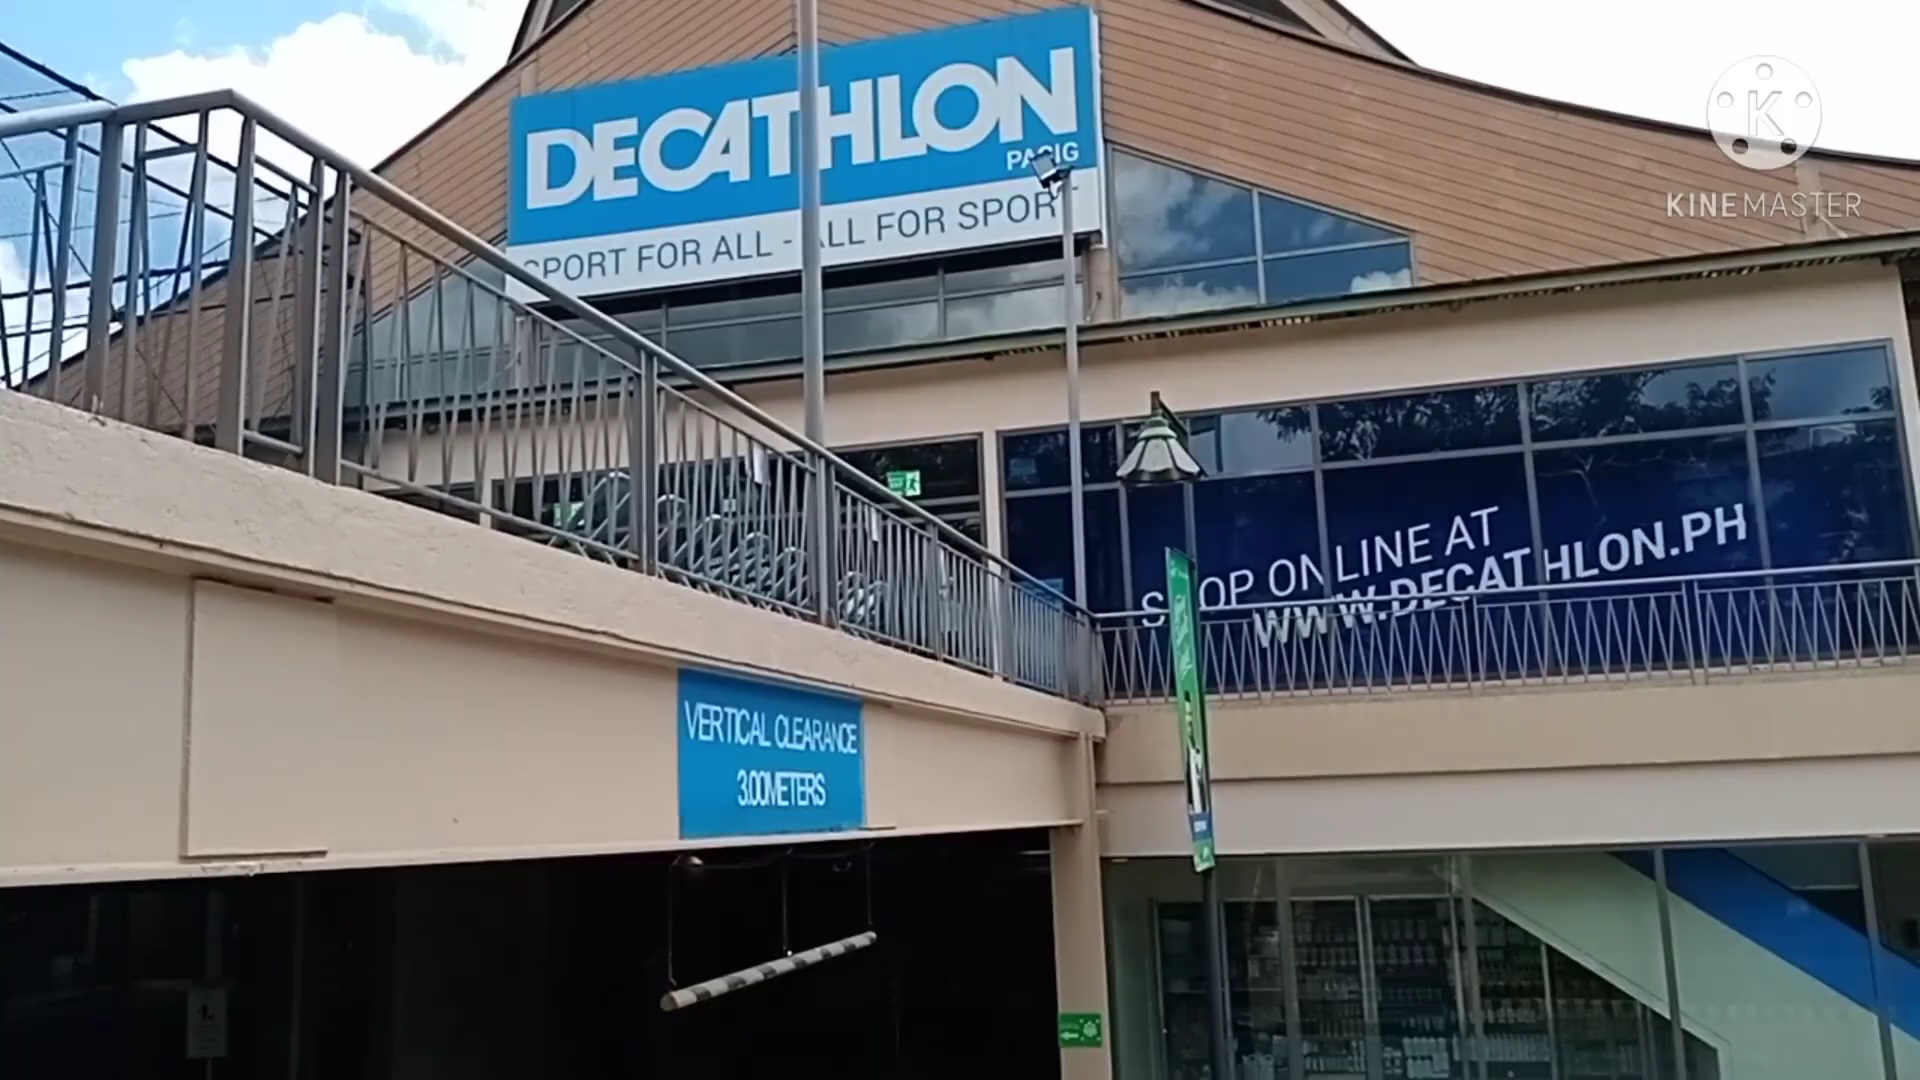 DECATHLON
PASIG
SPORT FOR ALL - ALL FOR SPORT
K
KINEMASTER
SHOP ONLINE AT
WWW.DECATHLON.PH
VERTICAL CLEARANCE
3.00METERS